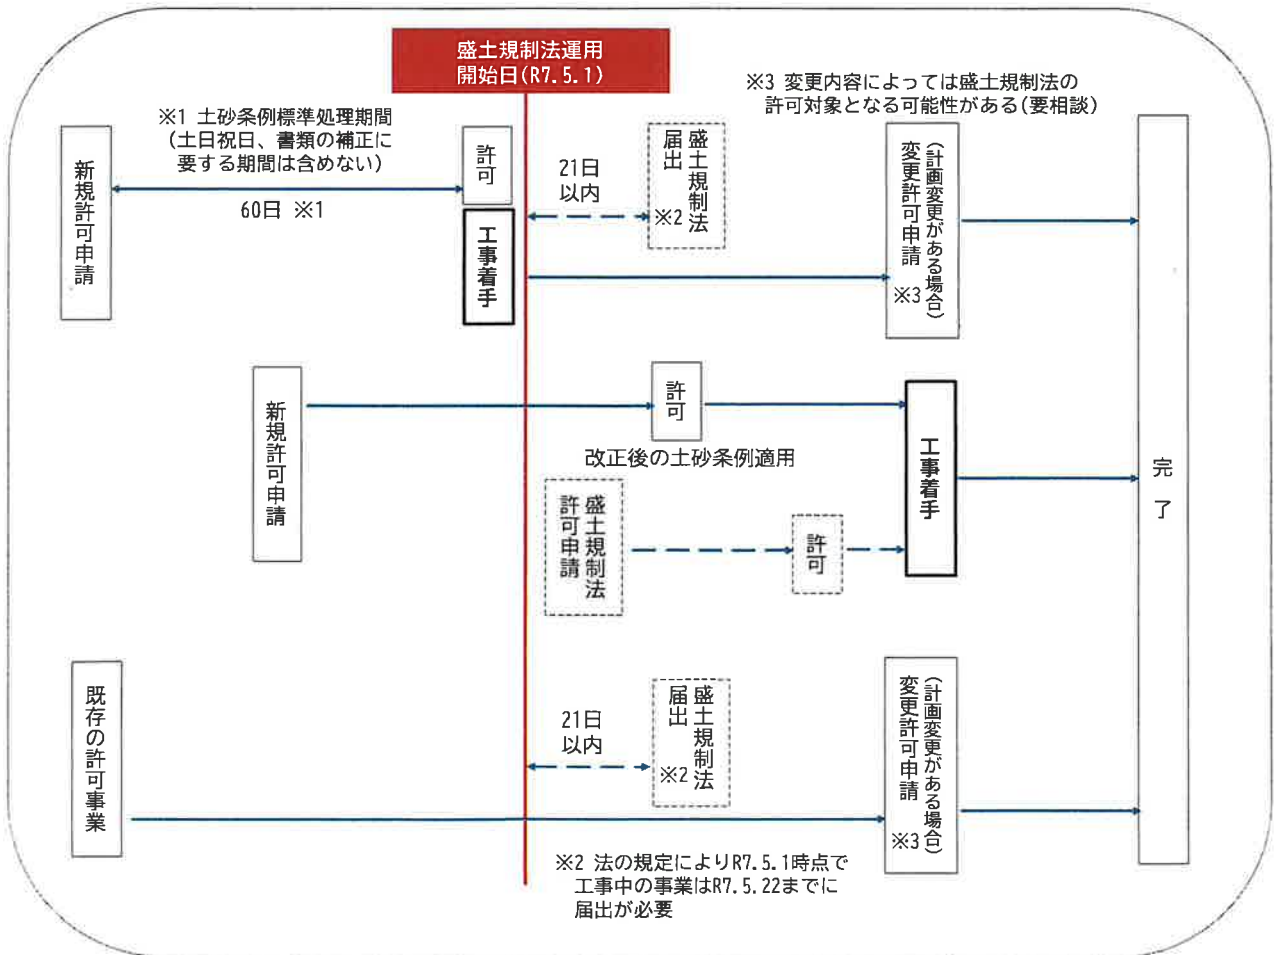 盛土規制法運用
開始日(R7.5.1)
※3 変更内容によっては盛土規制法の
許可対象となる可能性がある(要相談)
※1 土砂条例標準処理期間
(土日祝日、書類の補正に
要する期間は含めない)
新規許可申請
60日 ※1
許可
工事着手
21日
以内
盛土規制法
届出
※2
(計画変更がある場合)
変更許可申請
※3
新規許可申請
許可
改正後の土砂条例適用
盛土規制法
許可申請
許可
工事着手
完了
既存の許可事業
21日
以内
盛土規制法
届出
※2
(計画変更がある場合)
変更許可申請
※3
※2 法の規定によりR7.5.1時点で
工事中の事業はR7.5.22までに
届出が必要